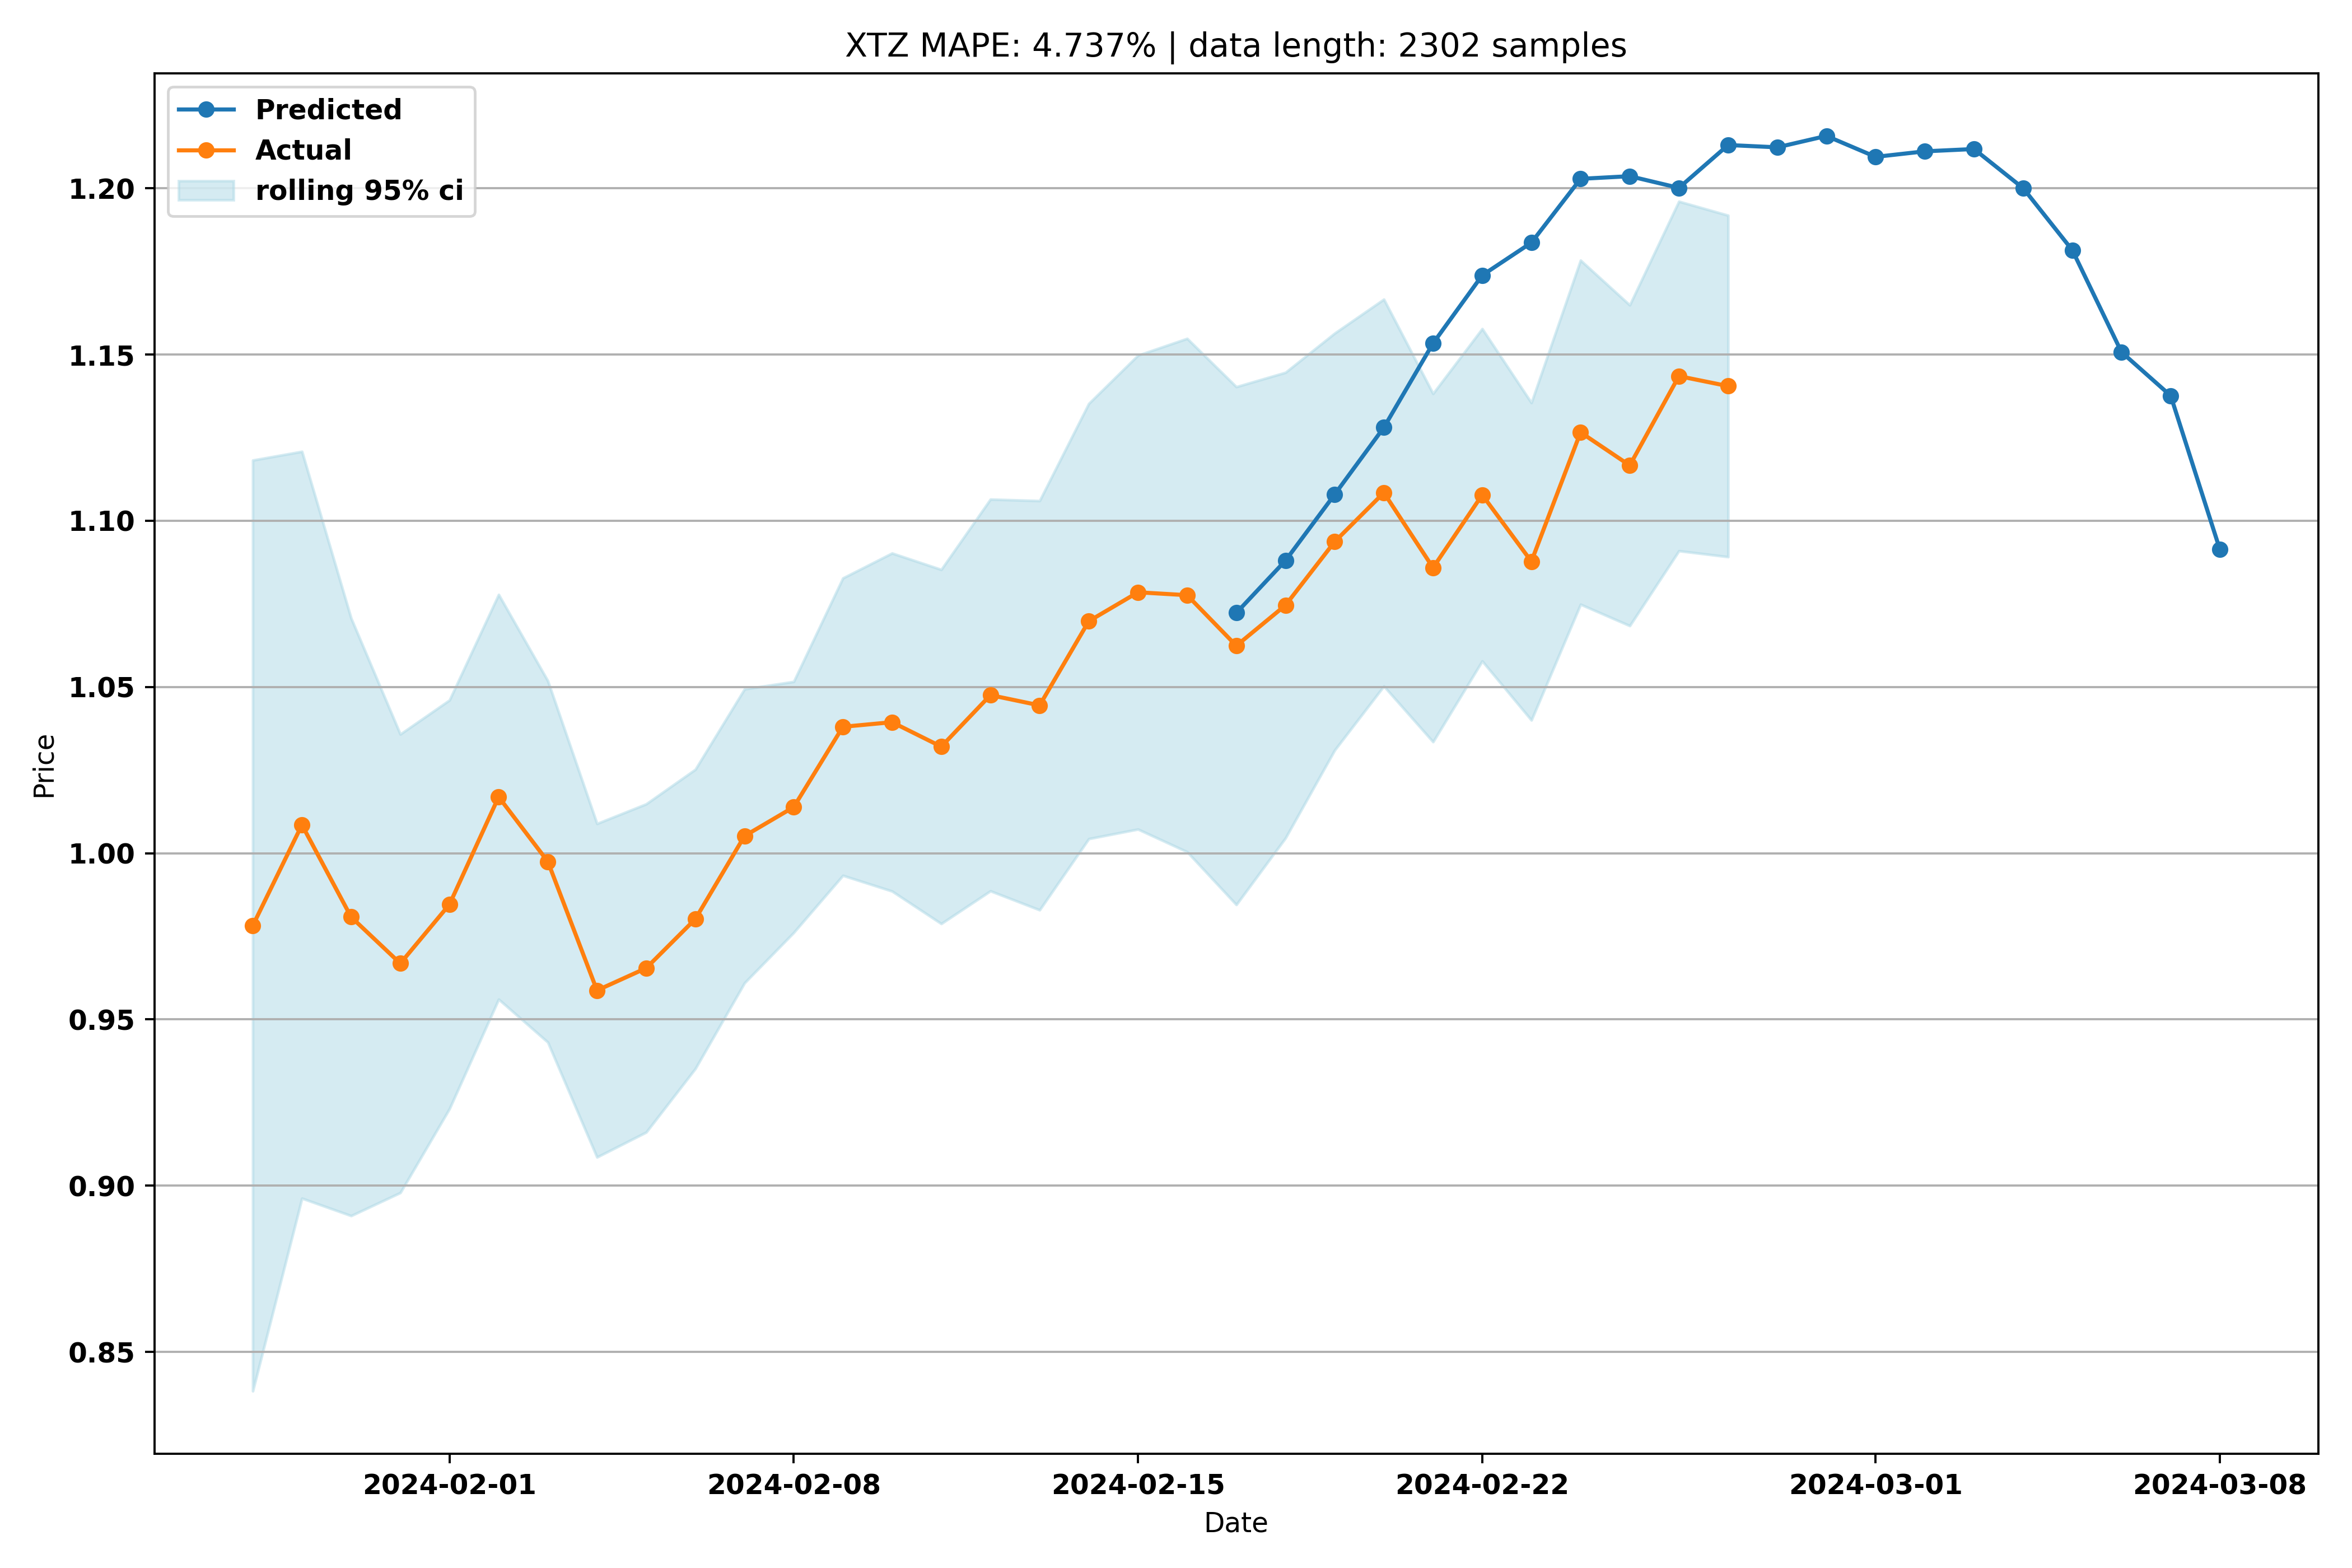 XTZ MAPE: 4.737% | data length: 2302 samples
Predicted
Actual
rolling 95% ci
1.20
1.15
1.10
1.05
1.00
0.95
0.90
0.85
Price
2024-02-01
2024-02-08
2024-02-15
2024-02-22
2024-03-01
2024-03-08
Date